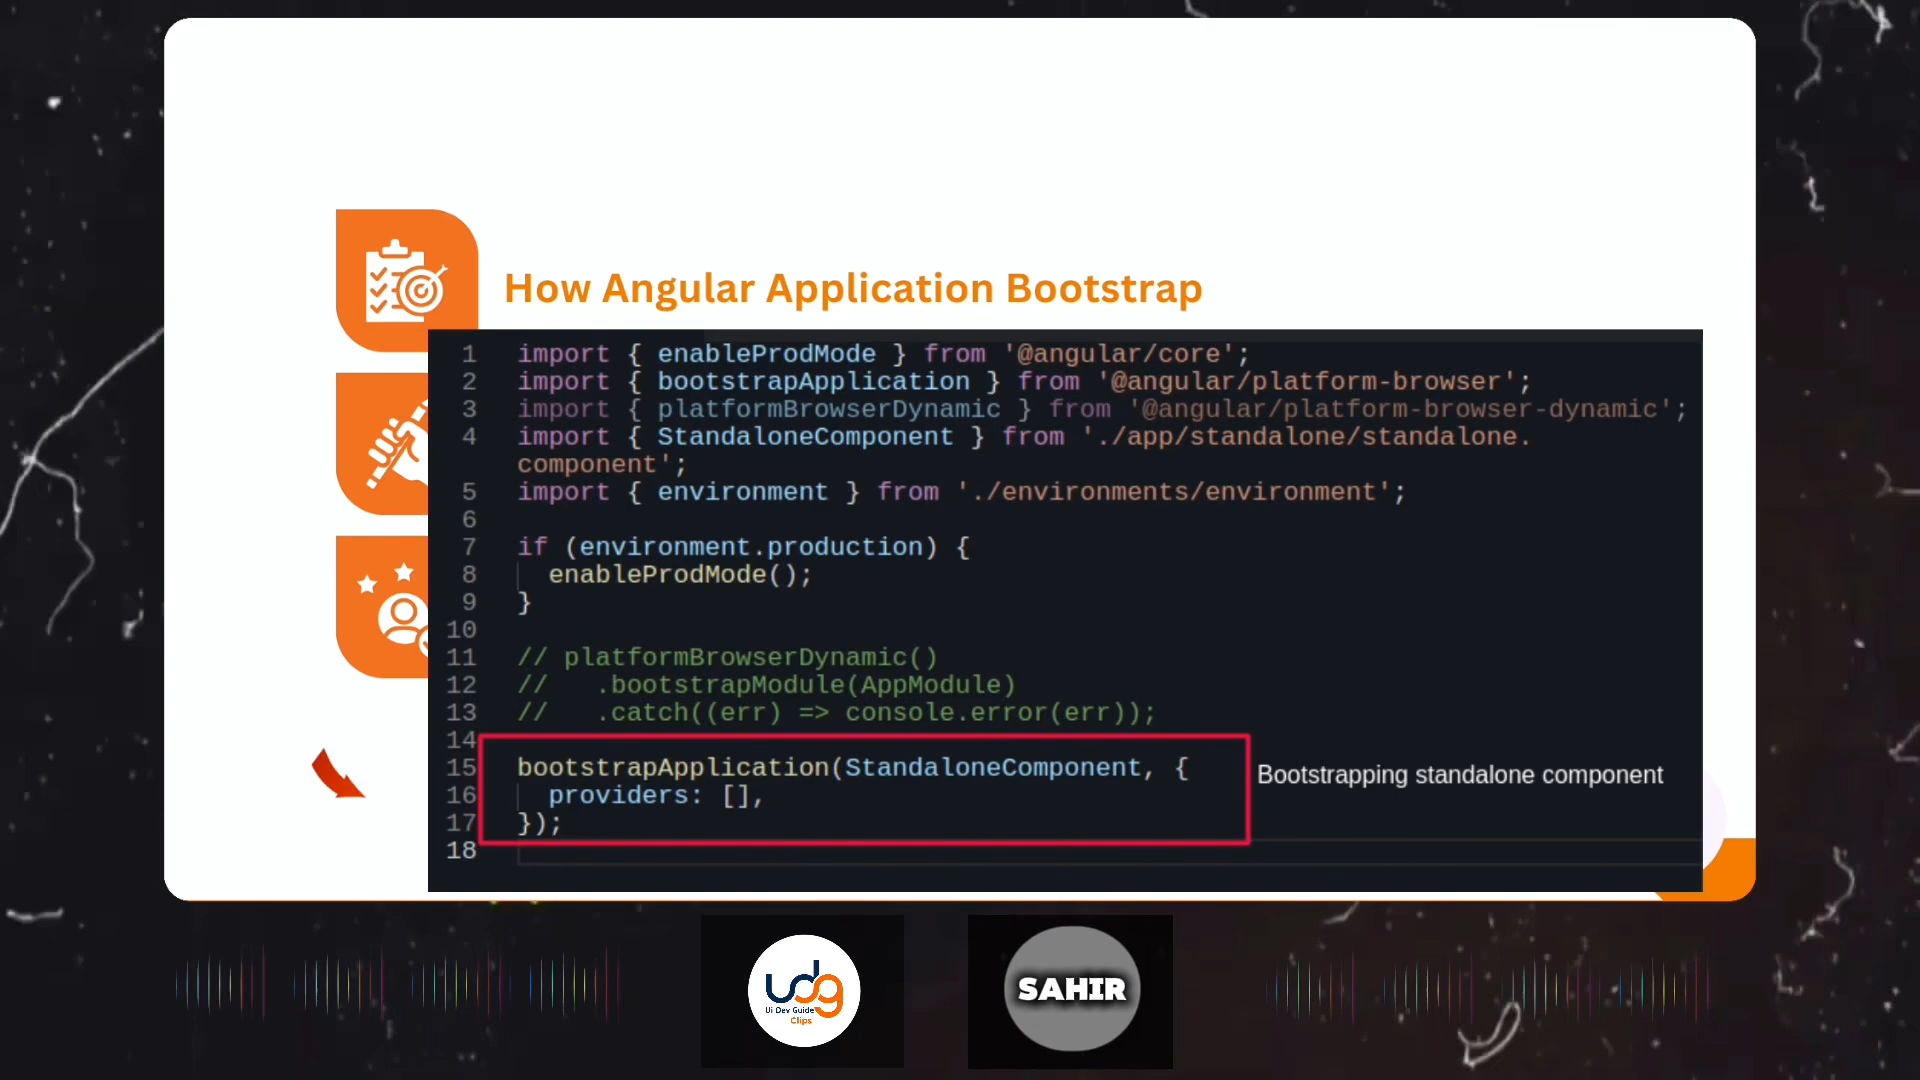 How Angular Application Bootstrap
1 import { enableProdMode } from '@angular/core';
2 import { bootstrapApplication } from '@angular/platform-browser';
3 import { platformBrowserDynamic } from '@angular/platform-browser-dynamic';
4 import { StandaloneComponent } from './app/standalone/standalone.
component';
5 import { environment } from './environments/environment';
6
7 if (environment.production) {
8 enableProdMode();
9 }
10
11 // platformBrowserDynamic()
12 //   .bootstrapModule(AppModule)
13 //   .catch((err) => console.error(err));
14
15 bootstrapApplication(StandaloneComponent, {
16 providers: [],
17 });
18
Bootstrapping standalone component
udg
Ui Dev Guide
Clips
SAHIR